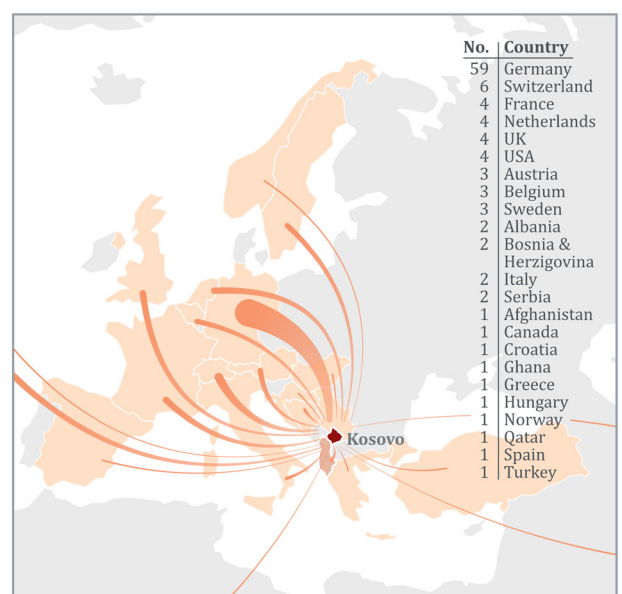 No. Country
59 Germany
6 Switzerland
4 France
4 Netherlands
4 UK
4 USA
3 Austria
3 Belgium
3 Sweden
2 Albania
2 Bosnia &
Herzigovina
2 Italy
2 Serbia
1 Afghanistan
1 Canada
1 Croatia
1 Ghana
1 Greece
1 Hungary
1 Norway
1 Qatar
1 Spain
1 Turkey
Kosovo